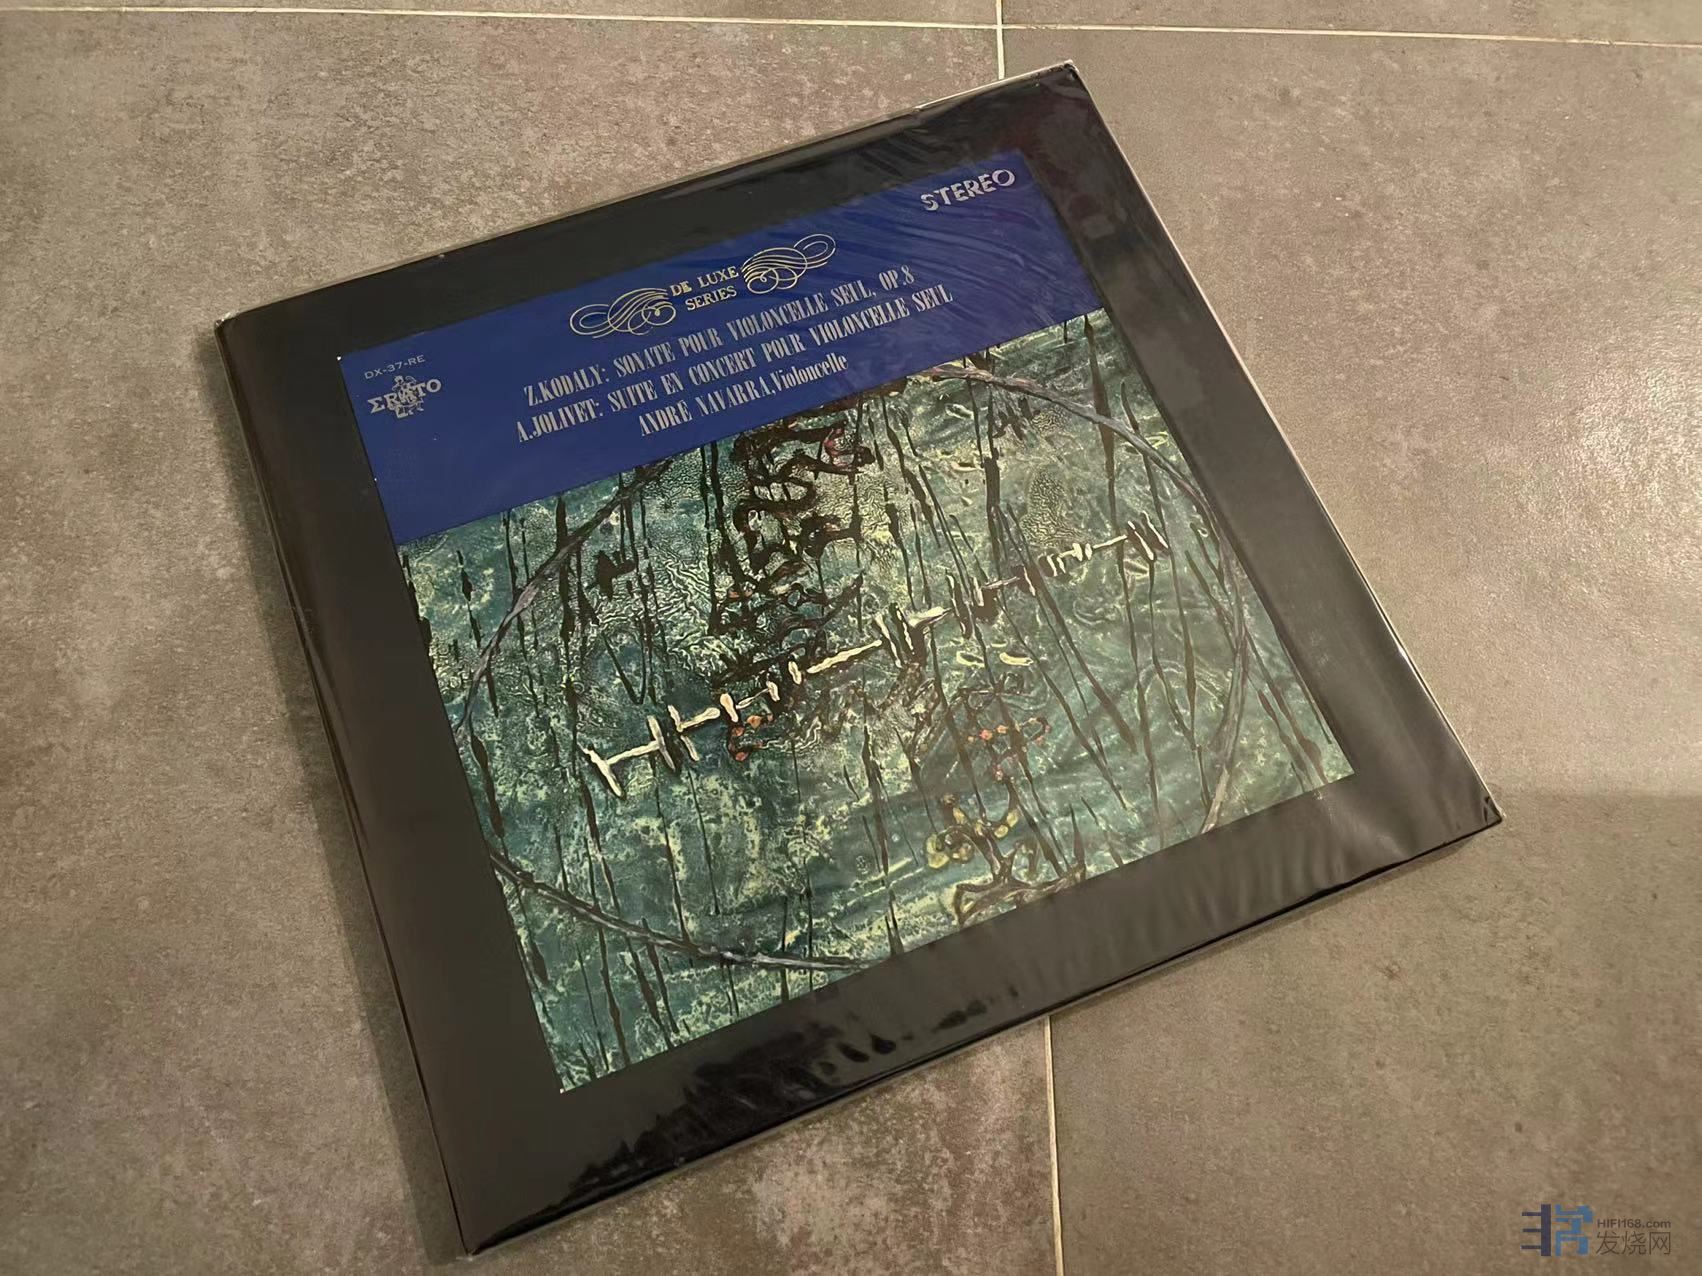 STEREO
DE LUXE
SERIES
DX-37-RE
ERATO
Z.KODALY: SONATE POUR VIOLONCELLE SEUL, OP.8
A.JOLIVET: SUITE EN CONCERT POUR VIOLONCELLE SEUL
ANDRÉ NAVARRA, Violoncelle
HIFI168.com
发烧网